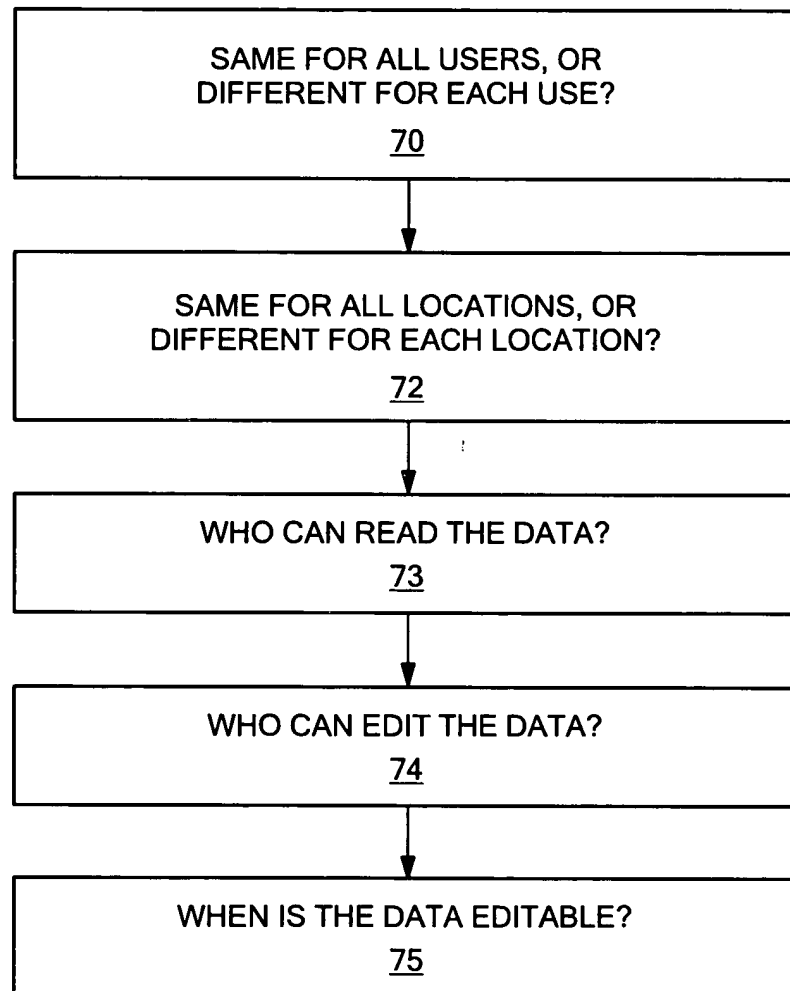 SAME FOR ALL USERS, OR
DIFFERENT FOR EACH USE?
70
SAME FOR ALL LOCATIONS, OR
DIFFERENT FOR EACH LOCATION?
72
WHO CAN READ THE DATA?
73
WHO CAN EDIT THE DATA?
74
WHEN IS THE DATA EDITABLE?
75